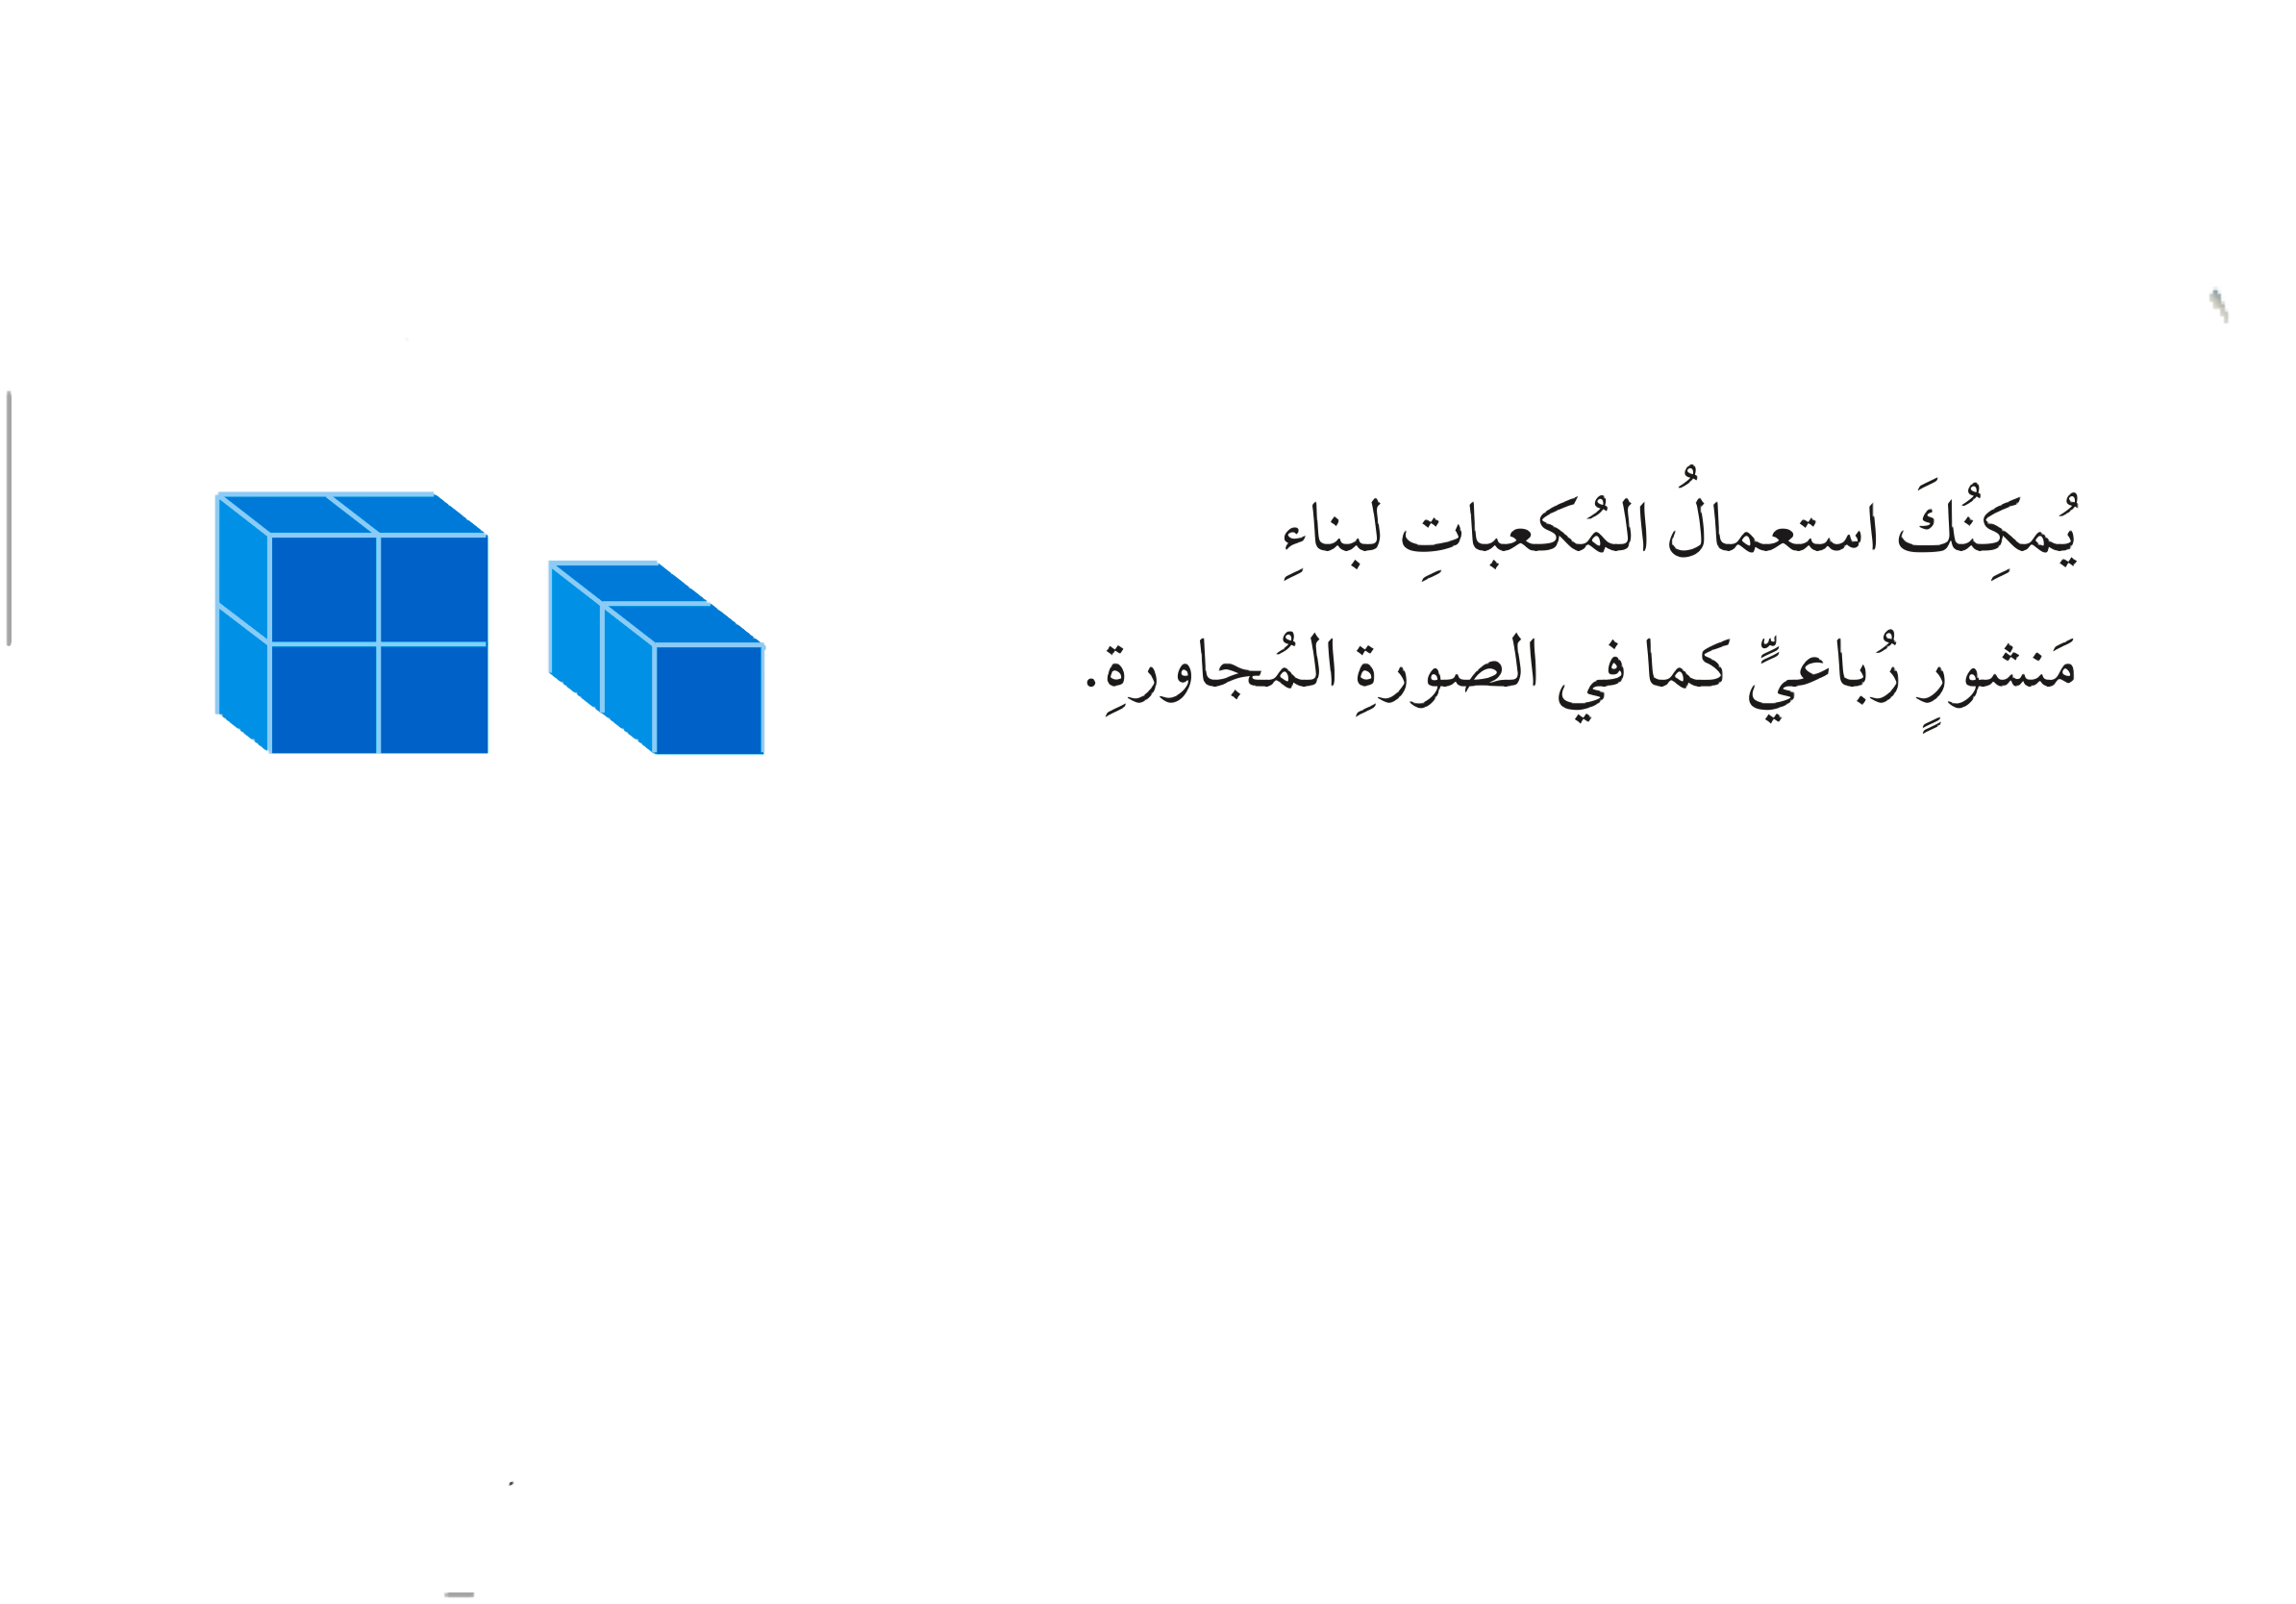 يُمكِنُكَ استعمالُ المُكعباتِ لبناءِ
مَنشورٍ رُباعيٍّ كما في الصورةِ المُجاورةِ.